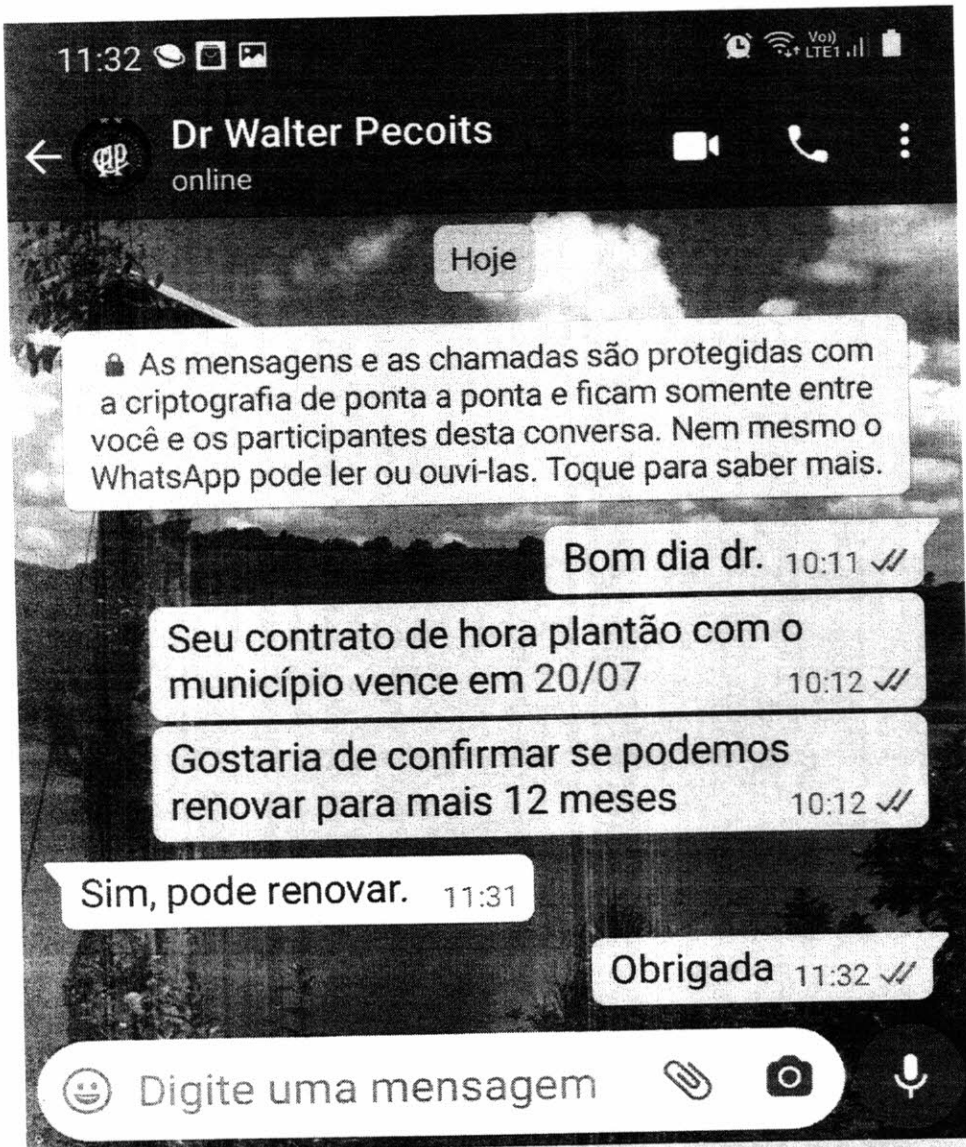 11:32
Vo))
LTE1
Dr Walter Pecoits
online
Hoje
As mensagens e as chamadas são protegidas com
a criptografia de ponta a ponta e ficam somente entre
você e os participantes desta conversa. Nem mesmo o
WhatsApp pode ler ou ouvi-las. Toque para saber mais.
Bom dia dr. 10:11
Seu contrato de hora plantão com o
município vence em 20/07 10:12
Gostaria de confirmar se podemos
renovar para mais 12 meses 10:12
Sim, pode renovar. 11:31
Obrigada 11:32
Digite uma mensagem